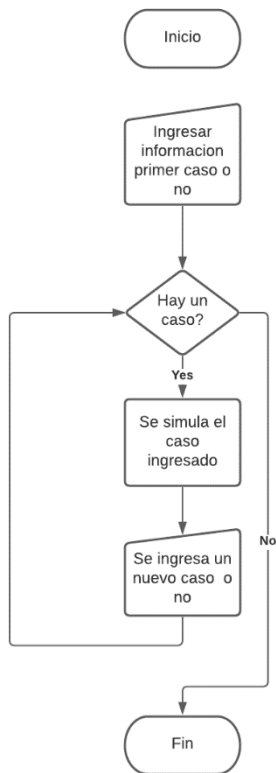 Inicio
Ingresar
informacion
primer caso o
no
Hay un
caso?
Yes
Se simula el
caso
ingresado
No
Se ingresa un
nuevo caso o
no
Fin